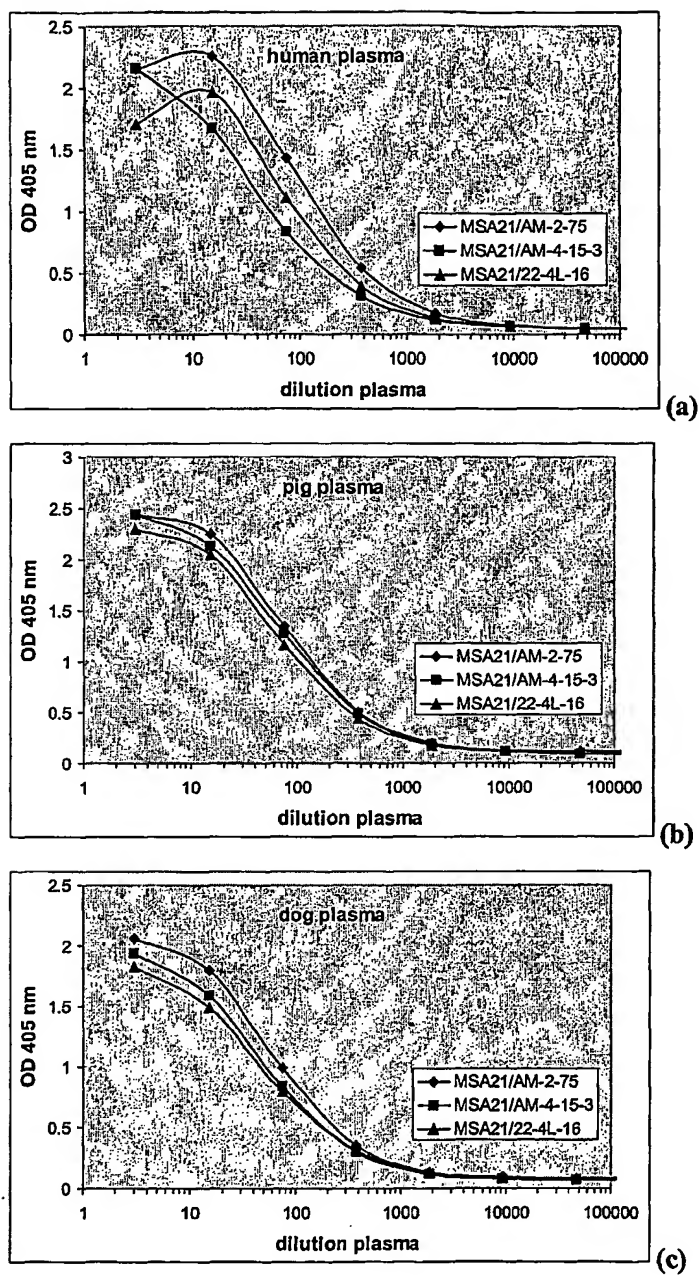 human plasma
2.5
2
1.5
1
0.5
0
OD 405 nm
MSA21/AM-2-75
MSA21/AM-4-15-3
MSA21/22-4L-16
1 10 100 1000 10000 100000
dilution plasma
(a)
pig plasma
3
2.5
2
1.5
1
0.5
0
OD 405 nm
MSA21/AM-2-75
MSA21/AM-4-15-3
MSA21/22-4L-16
1 10 100 1000 10000 100000
dilution plasma
(b)
dog plasma
2.5
2
1.5
1
0.5
0
OD 405 nm
MSA21/AM-2-75
MSA21/AM-4-15-3
MSA21/22-4L-16
1 10 100 1000 10000 100000
dilution plasma
(c)